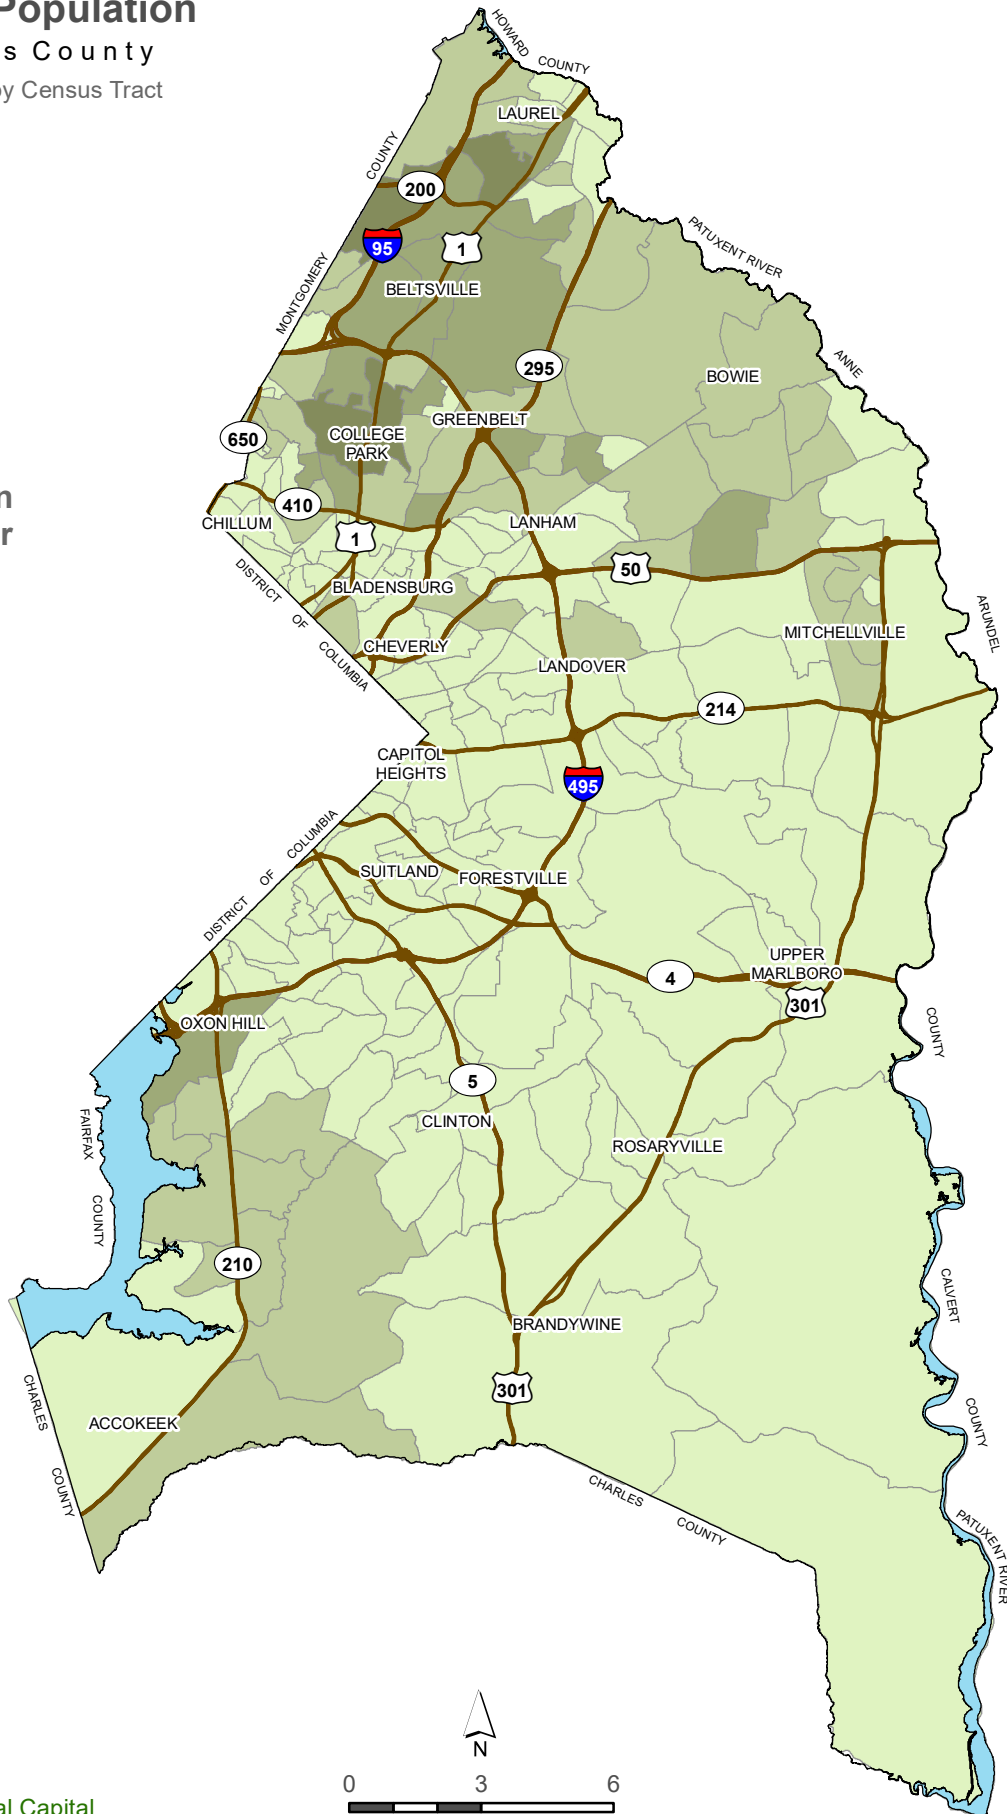 Population
s County
by Census Tract
n
r
HOWARD COUNTY
LAUREL
COUNTY
200
95
1
MONTGOMERY
BELTSVILLE
PATUXENT RIVER
295
BOWIE
ANNE
650
GREENBELT
COLLEGE
PARK
410
CHILLUM
1
LANHAM
50
DISTRICT OF COLUMBIA
BLADENSBURG
ARUNDEL
CHEVERLY
MITCHELLVILLE
LANDOVER
214
CAPITOL
HEIGHTS
495
DISTRICT OF COLUMBIA
SUITLAND
FORESTVILLE
UPPER
MARLBORO
4
301
OXON HILL
COUNTY
5
CLINTON
FAIRFAX
COUNTY
ROSARYVILLE
210
CALVERT
COUNTY
BRANDYWINE
301
CHARLES
COUNTY
ACCOKEEK
CHARLES
COUNTY
PATUXENT RIVER
N
0 3 6
al Capital